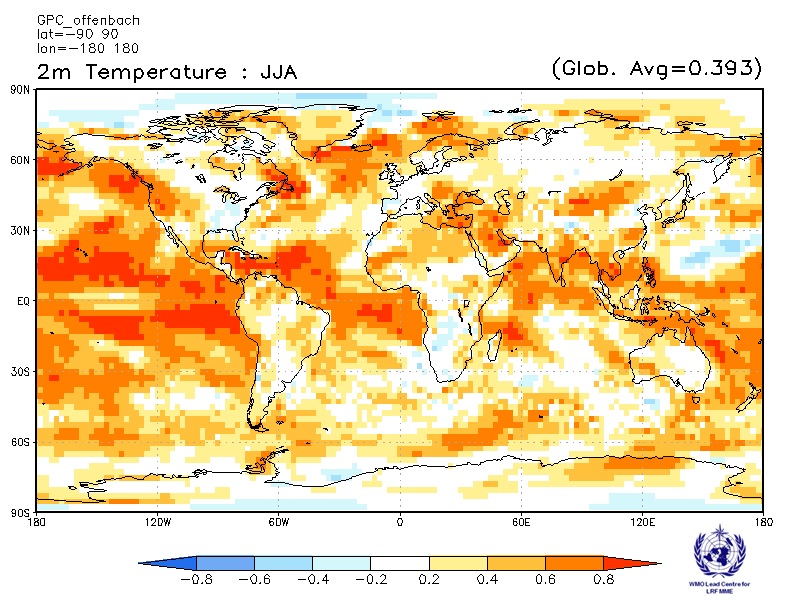 GPC_offenbach
lat=-90 90
lon=-180 180
2m Temperature : JJA (Glob. Avg=0.393)
90N
60N
30N
EQ
30S
60S
90S
180 120W 60W 0 60E 120E 180
-0.8 -0.6 -0.4 -0.2 0.2 0.4 0.6 0.8
WMO Lead Centre for
LRF MME